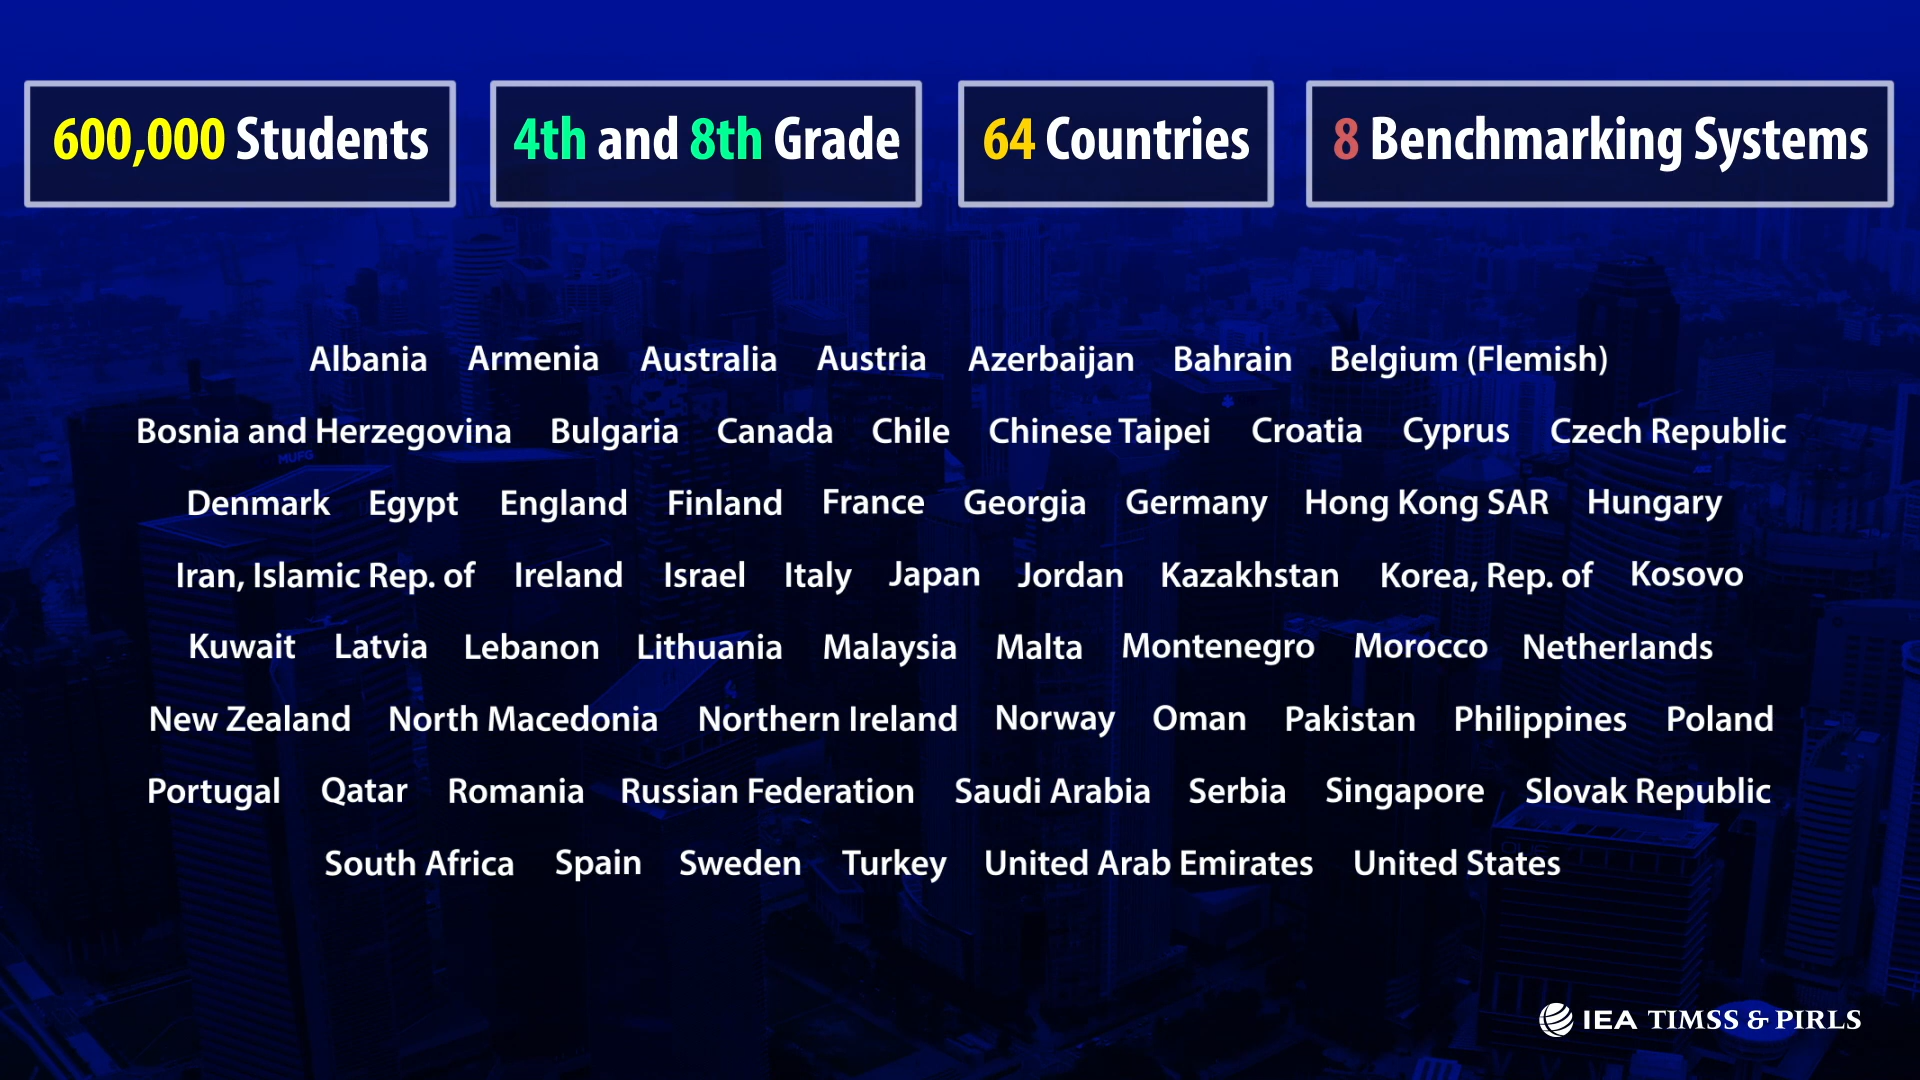 600,000 Students
4th and 8th Grade
64 Countries
8 Benchmarking Systems
Albania Armenia Australia Austria Azerbaijan Bahrain Belgium (Flemish)
Bosnia and Herzegovina Bulgaria Canada Chile Chinese Taipei Croatia Cyprus Czech Republic
Denmark Egypt England Finland France Georgia Germany Hong Kong SAR Hungary
Iran, Islamic Rep. of Ireland Israel Italy Japan Jordan Kazakhstan Korea, Rep. of Kosovo
Kuwait Latvia Lebanon Lithuania Malaysia Malta Montenegro Morocco Netherlands
New Zealand North Macedonia Northern Ireland Norway Oman Pakistan Philippines Poland
Portugal Qatar Romania Russian Federation Saudi Arabia Serbia Singapore Slovak Republic
South Africa Spain Sweden Turkey United Arab Emirates United States
MUFG
IEA TIMSS & PIRLS